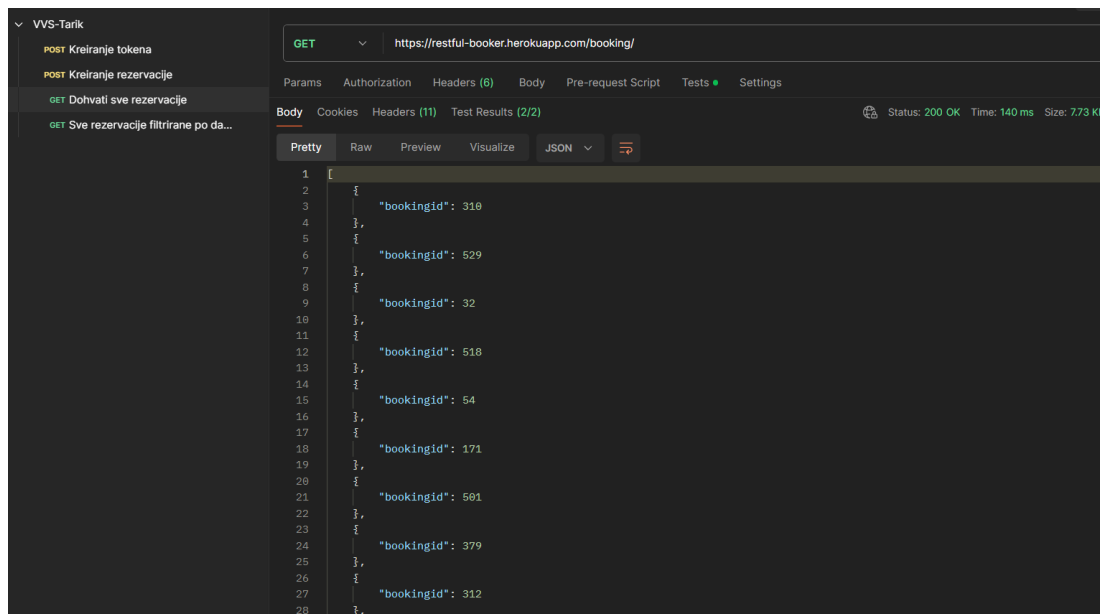 VVS-Tarik
POST Kreiranje tokena
POST Kreiranje rezervacije
GET Dohvati sve rezervacije
GET Sve rezervacije filtrirane po da...
GET https://restful-booker.herokuapp.com/booking/
Params Authorization Headers (6) Body Pre-request Script Tests Settings
Body Cookies Headers (11) Test Results (2/2) Status: 200 OK Time: 140 ms Size: 7.73
Pretty Raw Preview Visualize JSON
1 [
2 {
3 "bookingid": 310
4 },
5 {
6 "bookingid": 529
7 },
8 {
9 "bookingid": 32
10 },
11 {
12 "bookingid": 518
13 },
14 {
15 "bookingid": 54
16 },
17 {
18 "bookingid": 171
19 },
20 {
21 "bookingid": 501
22 },
23 {
24 "bookingid": 379
25 },
26 {
27 "bookingid": 312
28 },